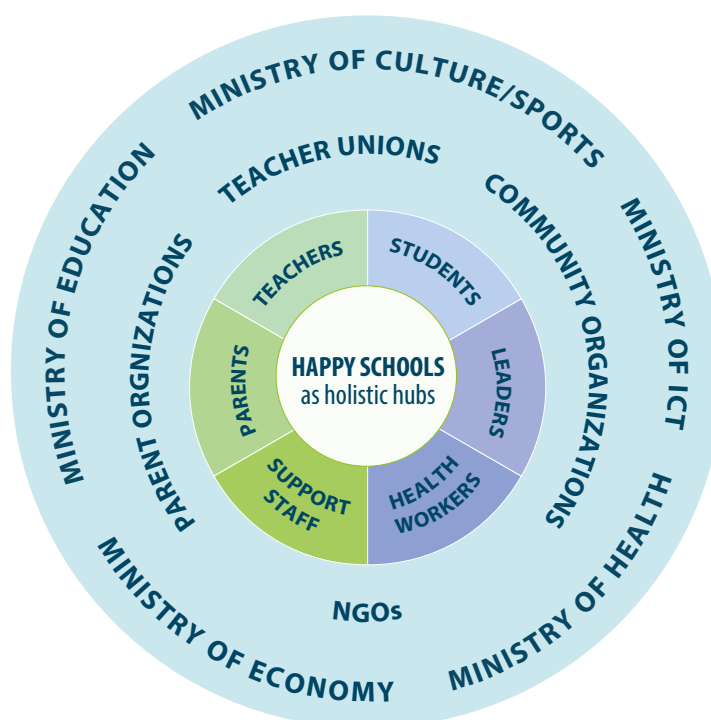 MINISTRY OF CULTURE/SPORTS
MINISTRY OF EDUCATION
MINISTRY OF ICT
TEACHER UNIONS
PARENT ORGNIZATIONS
COMMUNITY ORGANIZATIONS
TEACHERS
STUDENTS
PARENTS
HAPPY SCHOOLS
as holistic hubs
LEADERS
SUPPORT
STAFF
HEALTH
WORKERS
NGOs
MINISTRY OF ECONOMY
MINISTRY OF HEALTH